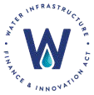 WATER INFRASTRUCTURE
W
FINANCE & INNOVATION ACT